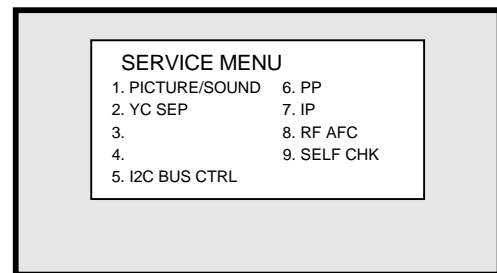 SERVICE MENU
1. PICTURE/SOUND 6. PP
2. YC SEP 7. IP
3. 8. RF AFC
4. 9. SELF CHK
5. I2C BUS CTRL